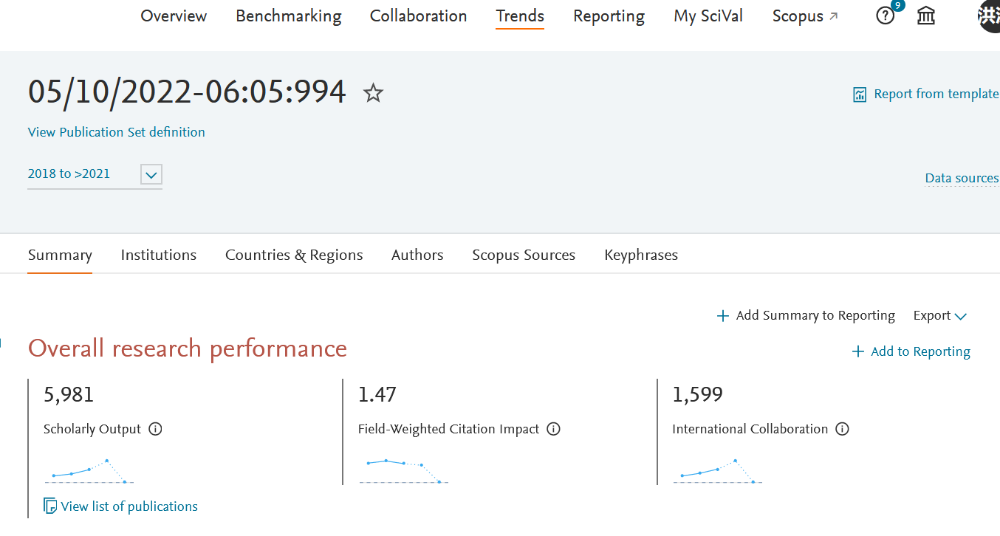 Overview Benchmarking Collaboration Trends Reporting My SciVal Scopus ↗ ? 9 洪
05/10/2022-06:05:994
Report from template
View Publication Set definition
2018 to >2021
Data sources
Summary Institutions Countries & Regions Authors Scopus Sources Keyphrases
+ Add Summary to Reporting Export
Overall research performance
+ Add to Reporting
5,981 1.47 1,599
Scholarly Output Field-Weighted Citation Impact International Collaboration
View list of publications